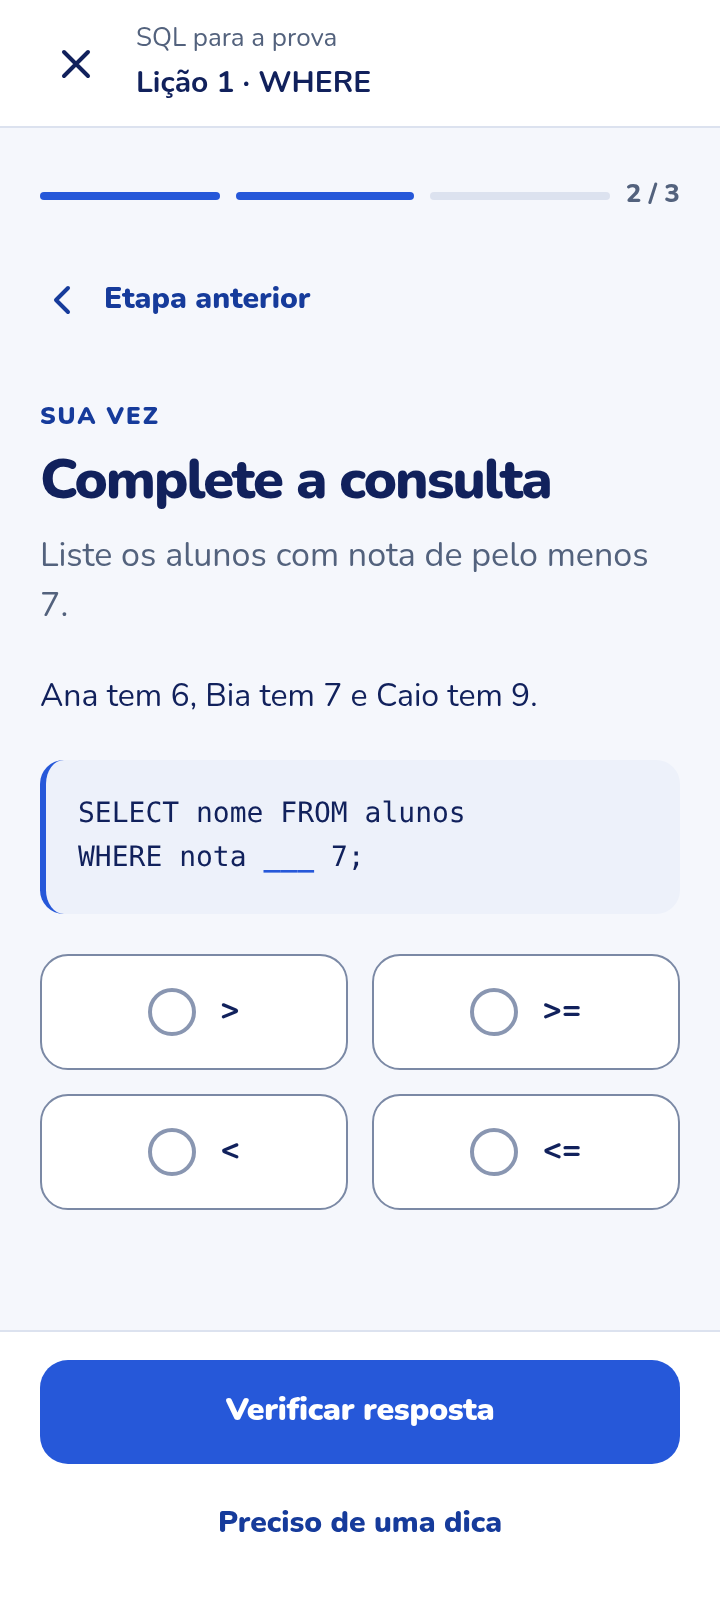 SQL para a prova
Lição 1 · WHERE
2 / 3
Etapa anterior
SUA VEZ
Complete a consulta
Liste os alunos com nota de pelo menos
7.
Ana tem 6, Bia tem 7 e Caio tem 9.
SELECT nome FROM alunos
WHERE nota ___ 7;
>
>=
<
<=
Verificar resposta
Preciso de uma dica